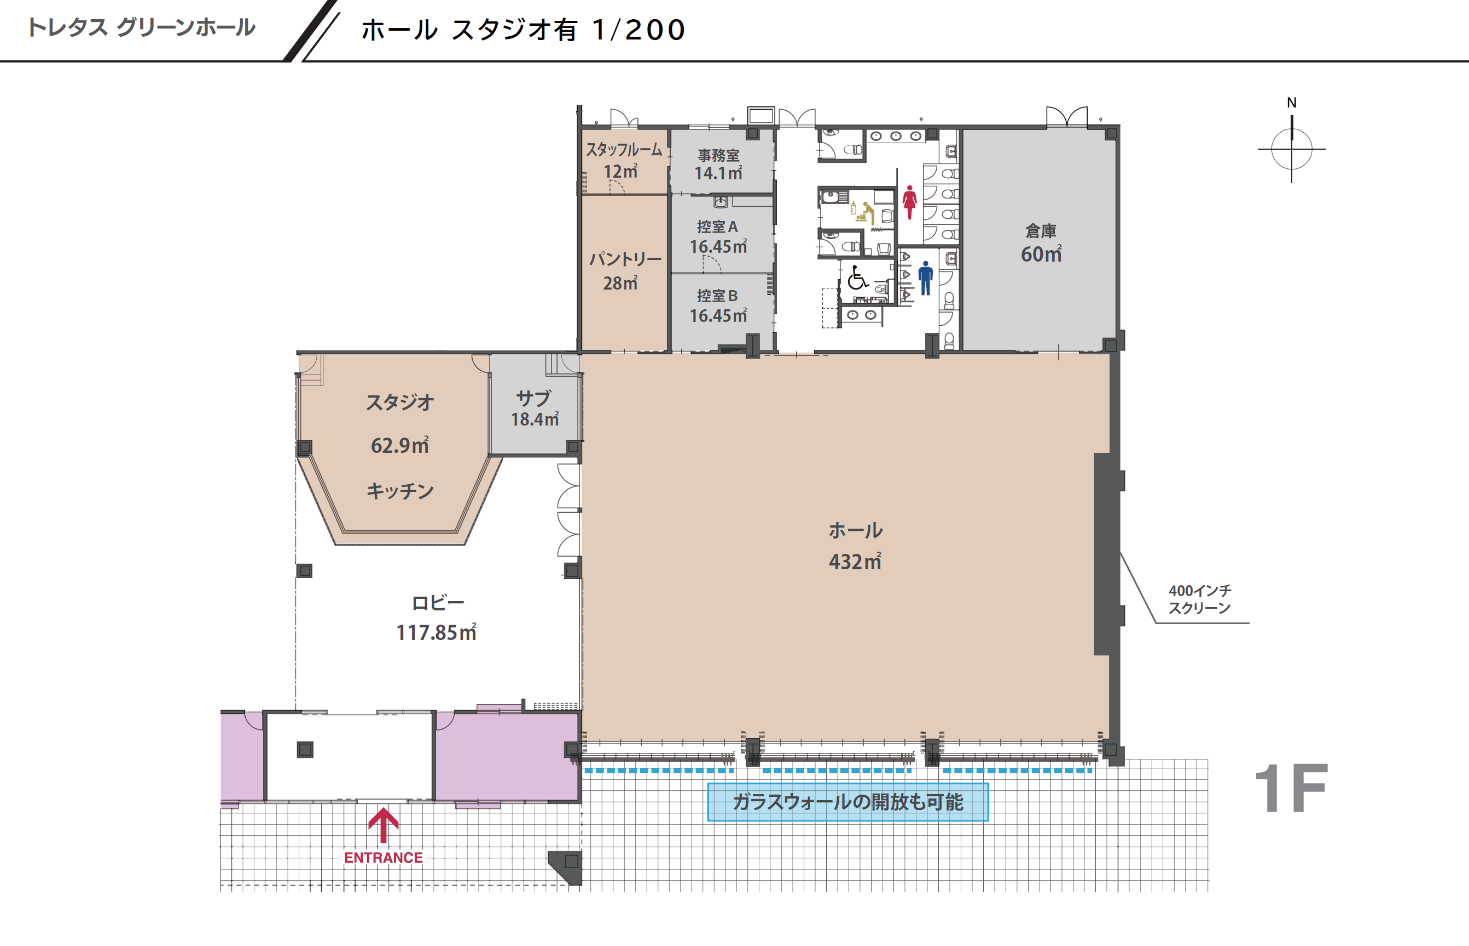 トレタス グリーンホール
ホール スタジオ有 1/200
N
スタッフルーム
12㎡
事務室
14.1㎡
パントリー
28㎡
控室A
16.45㎡
控室B
16.45㎡
倉庫
60㎡
スタジオ
62.9㎡
キッチン
サブ
18.4㎡
ホール
432㎡
400インチ
スクリーン
ロビー
117.85㎡
ガラスウォールの開放も可能
1F
ENTRANCE